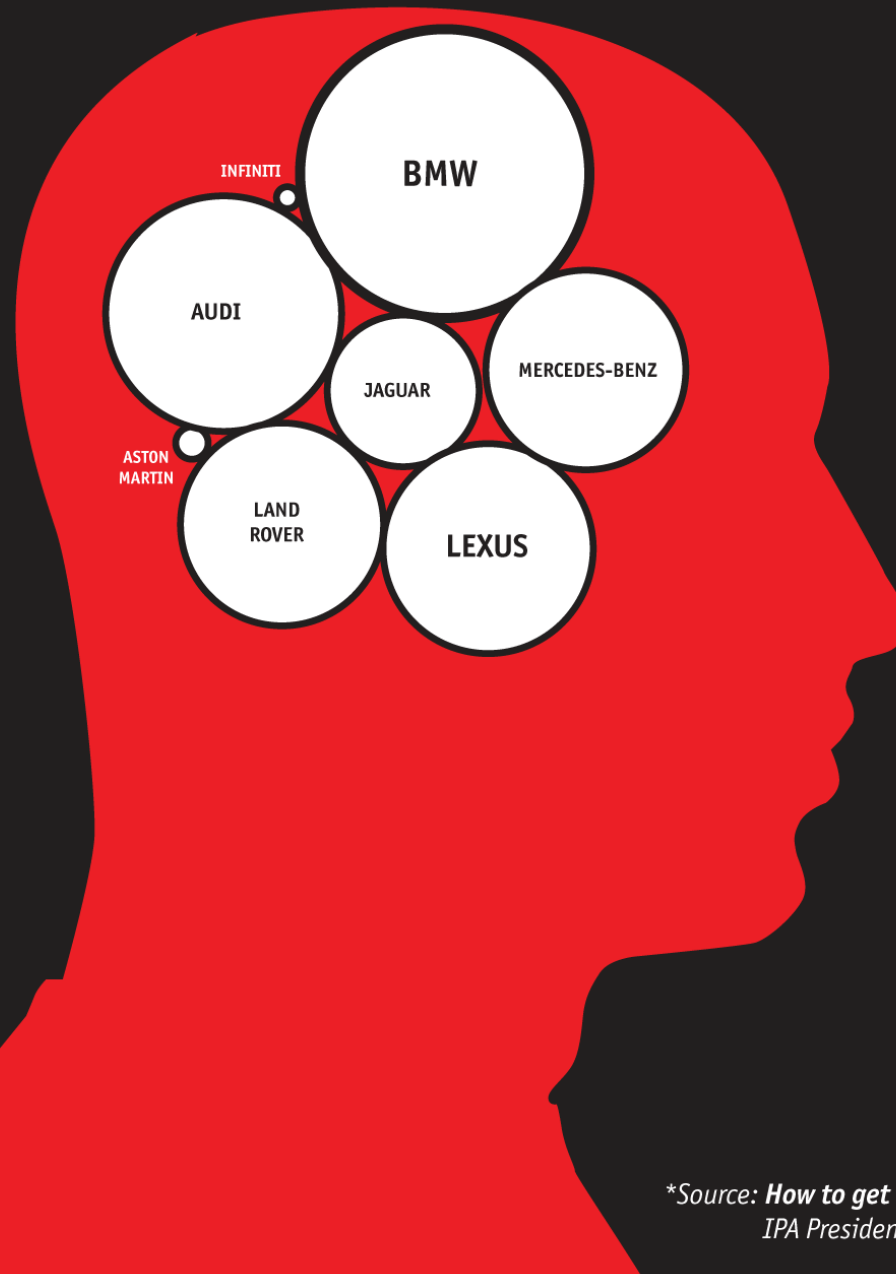 BMW
INFINITI
AUDI
MERCEDES-BENZ
JAGUAR
ASTON
MARTIN
LAND
ROVER
LEXUS
*Source: How to get
IPA Presiden